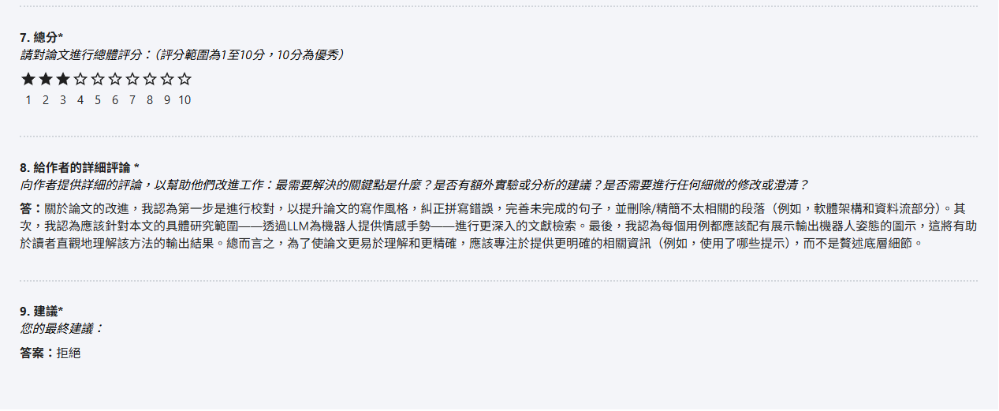 7. 總分*
請對論文進行總體評分：（評分範圍為1至10分，10分為優秀）
★★★☆☆☆☆☆☆☆
1 2 3 4 5 6 7 8 9 10
8. 給作者的詳細評論 *
向作者提供詳細的評論，以幫助他們改進工作：最需要解決的關鍵點是什麼？是否有額外實驗或分析的建議？是否需要進行任何細微的修改或澄清？
答：關於論文的改進，我認為第一步是進行校對，以提升論文的寫作風格，糾正拼寫錯誤，完善未完成的句子，並刪除/精簡不太相關的段落（例如，軟體架構和資料流部分）。其
次，我認為應該針對本文的具體研究範圍——透過LLM為機器人提供情感手勢——進行更深入的文獻檢索。最後，我認為每個用例都應該配有展示輸出機器人姿態的圖示，這將有助
於讀者直觀地理解該方法的輸出結果。總而言之，為了使論文更易於理解和更精確，應該專注於提供更明確的相關資訊（例如，使用了哪些提示），而不是贅述底層細節。
9. 建議*
您的最終建議：
答案：拒絕